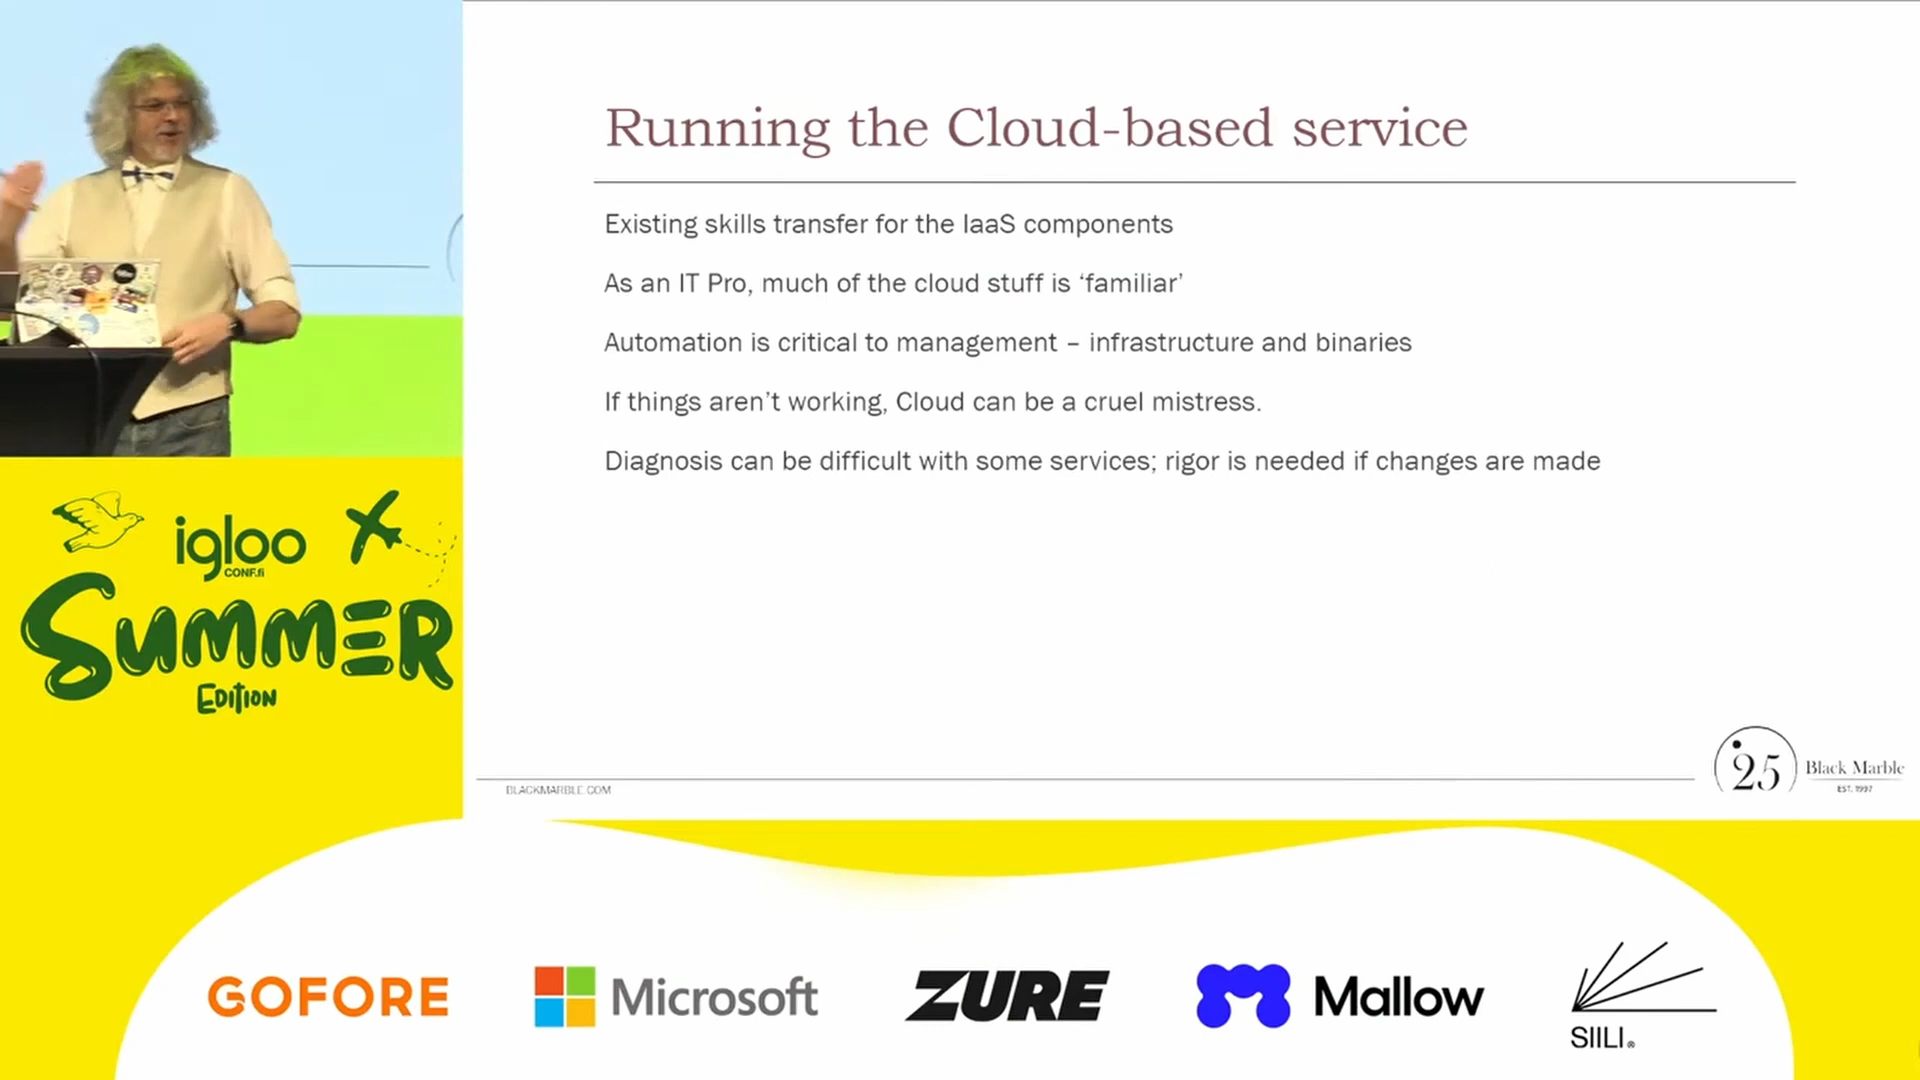 Running the Cloud-based service
Existing skills transfer for the IaaS components
As an IT Pro, much of the cloud stuff is ‘familiar’
Automation is critical to management – infrastructure and binaries
If things aren’t working, Cloud can be a cruel mistress.
Diagnosis can be difficult with some services; rigor is needed if changes are made
BLACKMARBLE.COM
25
Black Marble
EST. 1997
igloo
CONF.fi
SUMMER
EDITION
GOFORE
Microsoft
ZURE
Mallow
SIILI®